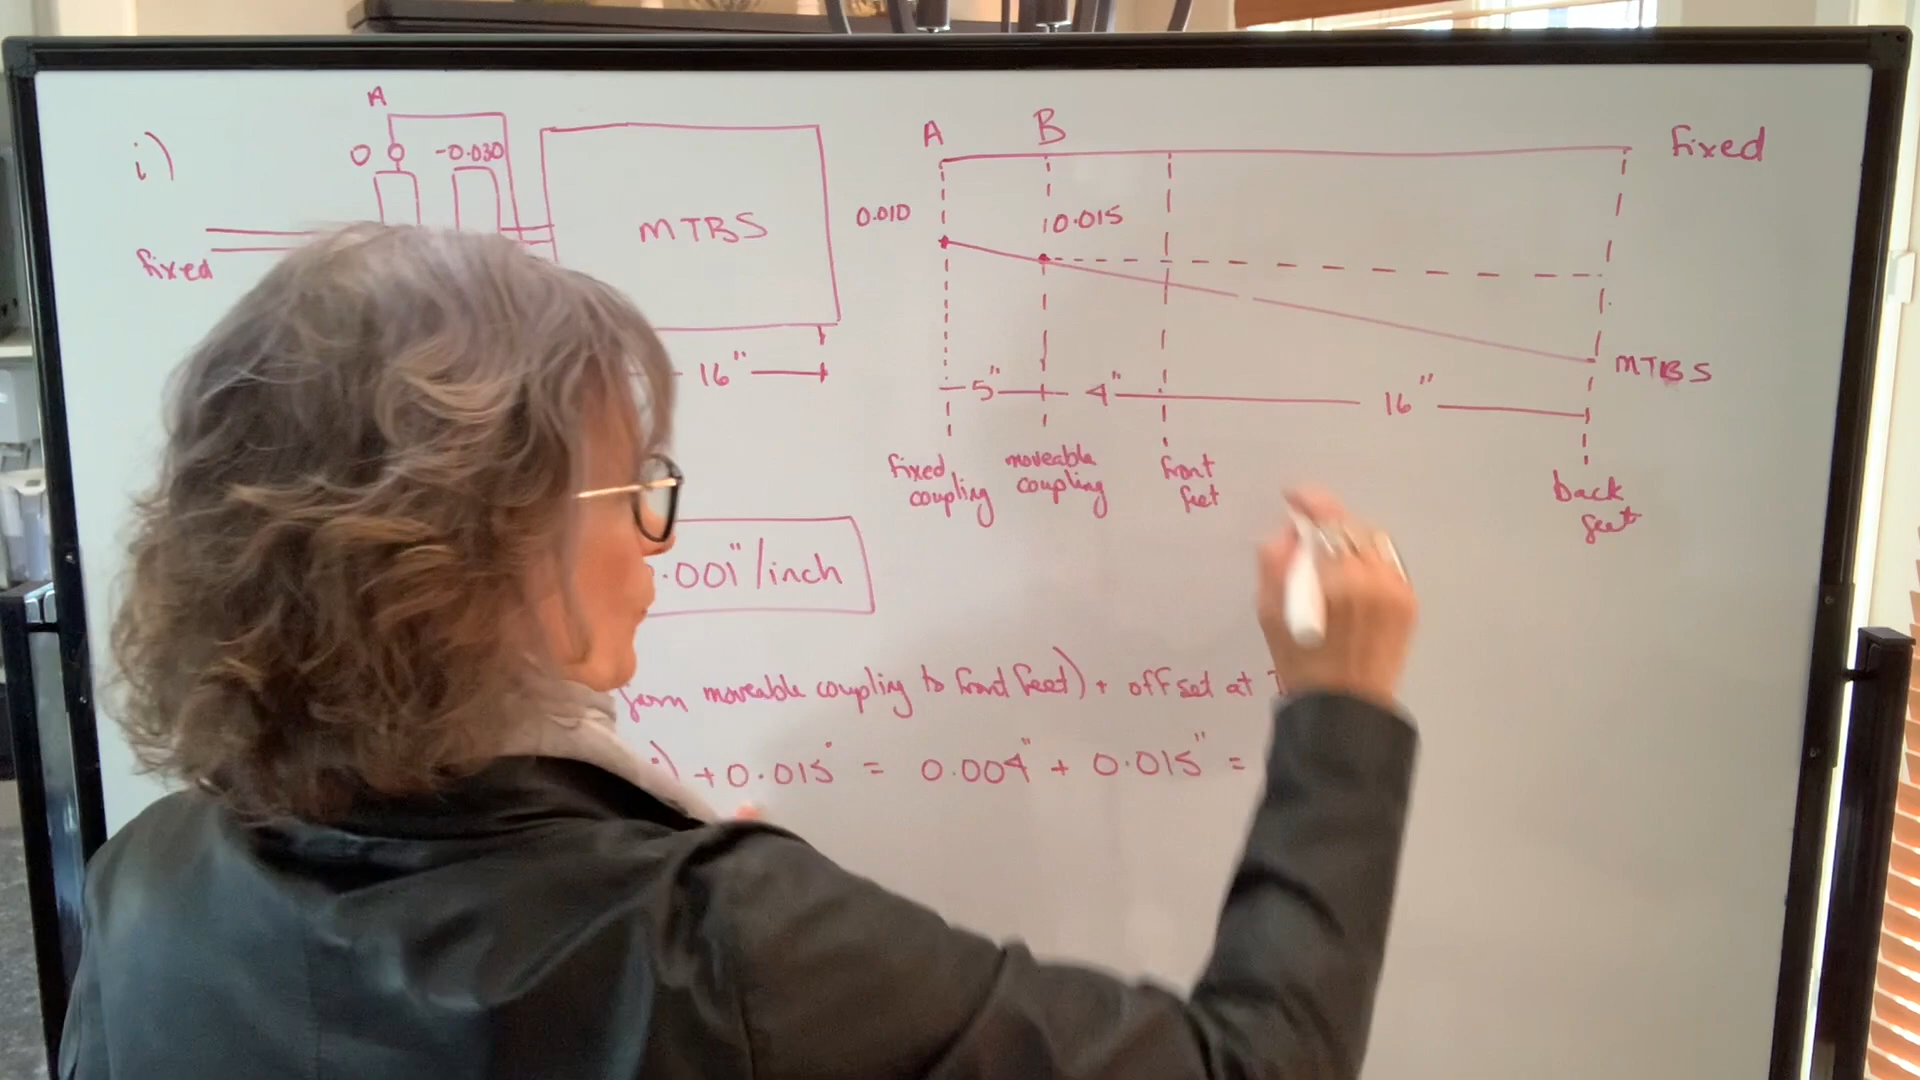 i)
A
0 -0.030
fixed
MTBS
16"
A B fixed
0.010 0.015
MTBS
5" 4" 16"
fixed coupling
moveable coupling
front feet
back feet
.001"/inch
from moveable coupling to front feet) + offset at
) + 0.015" = 0.004" + 0.015" =